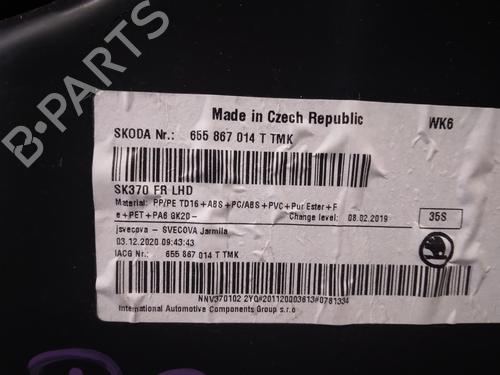 Made in Czech Republic
WK6
SKODA Nr.: 655 867 014 T TMK
SK370 FR LHD
Material: PP/PE TD16+ABS+PC/ABS+PVC+Pur Ester+F
e+PET+PA6 GK20-
Change level: 08.02.2019
35S
jsvecova - SVECOVA Jarmila
03.12.2020 09:43:43
IACG Nr.: 655 867 014 T TMK
NNV370102 2YQ#201120003613#0781334
International Automotive Components Group s.r.o
B-PARTS